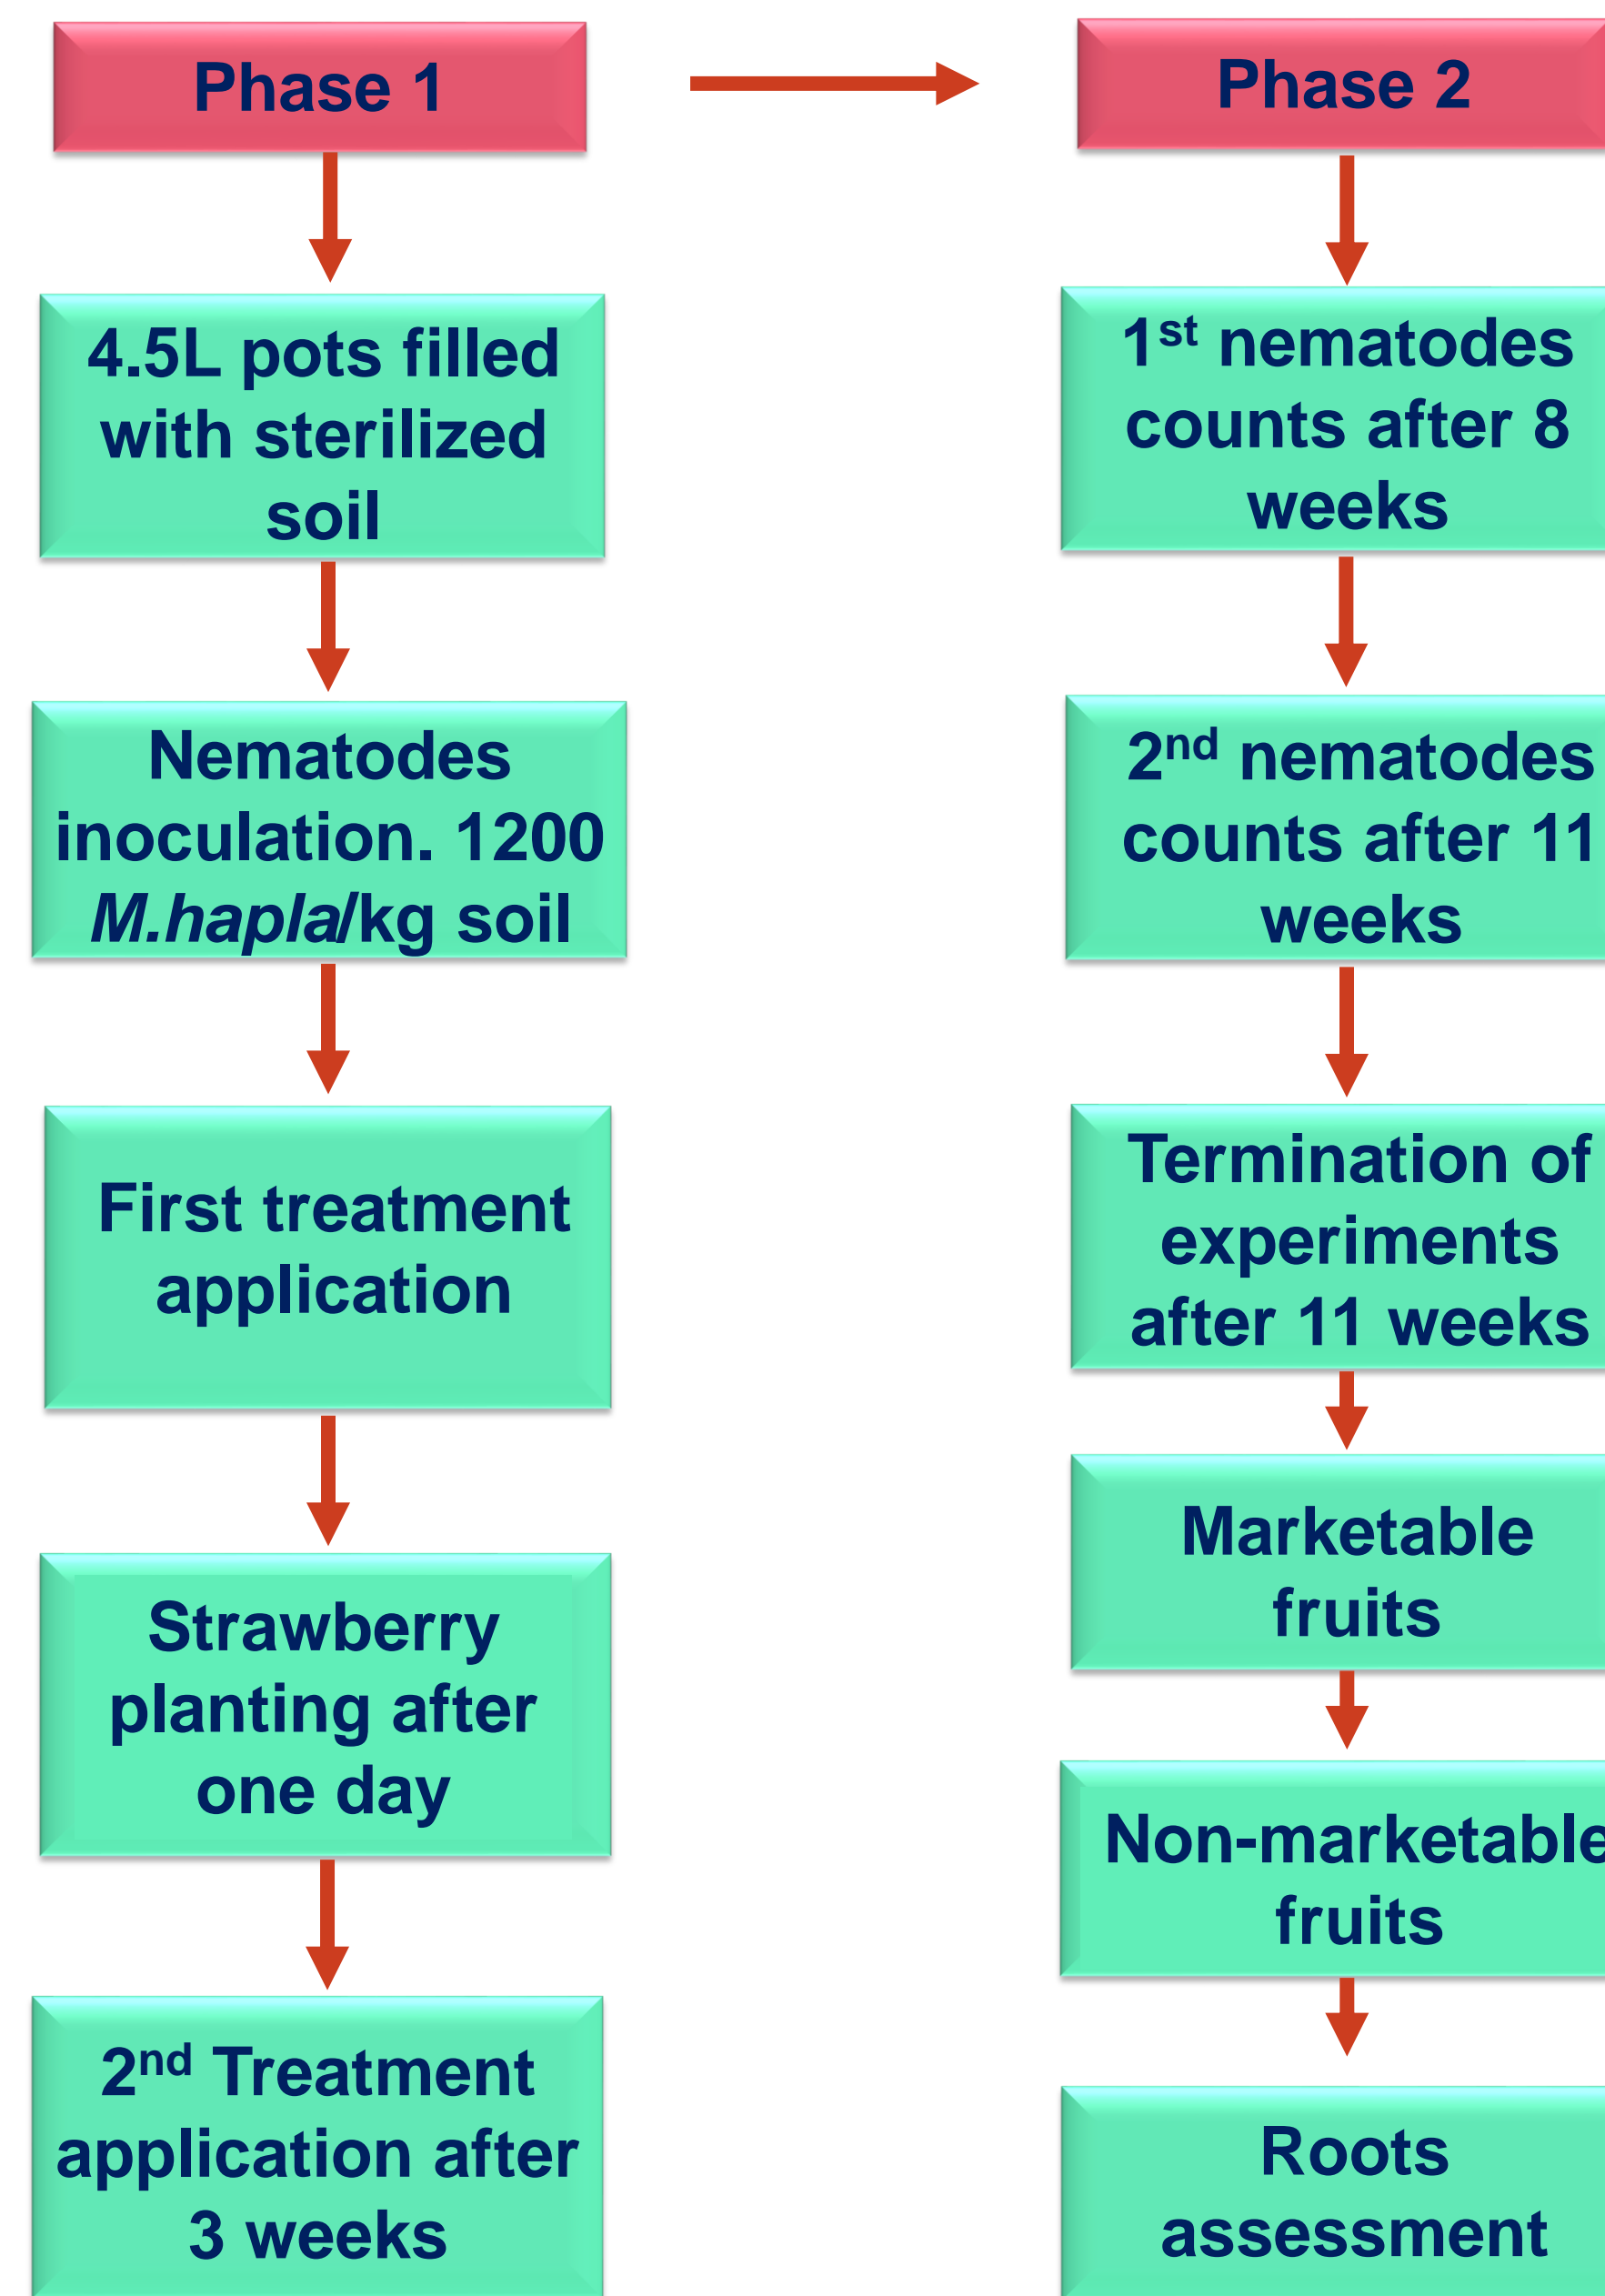 Phase 1
4.5L pots filled
with sterilized
soil
Nematodes
inoculation. 1200
M.hapla/kg soil
First treatment
application
Strawberry
planting after
one day
2nd Treatment
application after
3 weeks
Phase 2
1st nematodes
counts after 8
weeks
2nd nematodes
counts after 11
weeks
Termination of
experiments
after 11 weeks
Marketable
fruits
Non-marketable
fruits
Roots
assessment